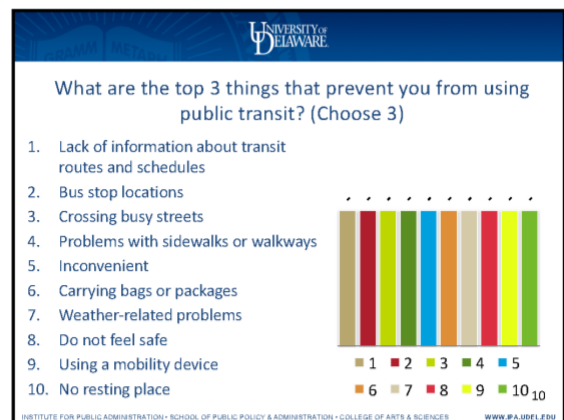 GRAMM METAPH
UNIVERSITY OF
DELAWARE
What are the top 3 things that prevent you from using
public transit? (Choose 3)
1. Lack of information about transit
routes and schedules
2. Bus stop locations
3. Crossing busy streets
4. Problems with sidewalks or walkways
5. Inconvenient
6. Carrying bags or packages
7. Weather-related problems
8. Do not feel safe
9. Using a mobility device
10. No resting place
1 2 3 4 5
6 7 8 9 10
10
INSTITUTE FOR PUBLIC ADMINISTRATION • SCHOOL OF PUBLIC POLICY & ADMINISTRATION • COLLEGE OF ARTS & SCIENCES
WWW.IPA.UDEL.EDU